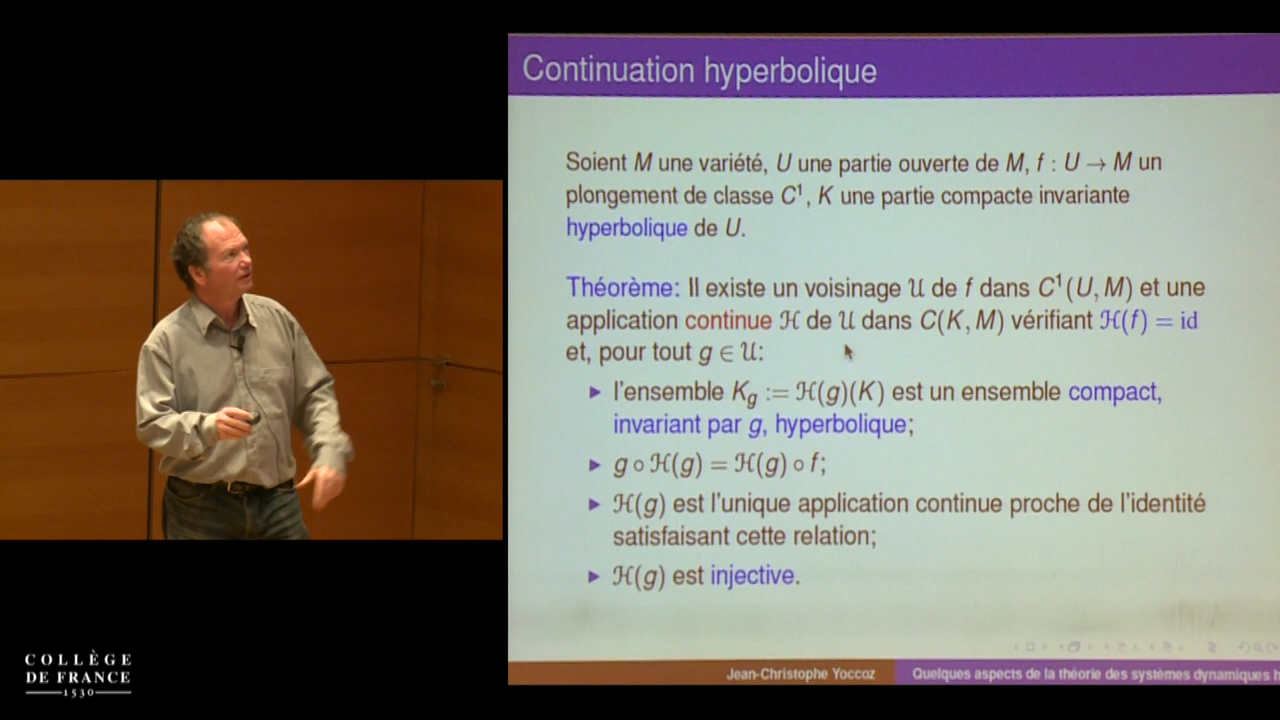 Continuation hyperbolique
Soient M une variété, U une partie ouverte de M, f : U → M un
plongement de classe C¹, K une partie compacte invariante
hyperbolique de U.
Théorème: Il existe un voisinage 𝒰 de f dans C¹(U, M) et une
application continue ℋ de 𝒰 dans C(K, M) vérifiant ℋ(f) = id
et, pour tout g ∈ 𝒰:
▶ l'ensemble K_g := ℋ(g)(K) est un ensemble compact,
invariant par g, hyperbolique;
▶ g ∘ ℋ(g) = ℋ(g) ∘ f;
▶ ℋ(g) est l'unique application continue proche de l'identité
satisfaisant cette relation;
▶ ℋ(g) est injective.
Jean-Christophe Yoccoz Quelques aspects de la théorie des systèmes dynamiques h
COLLÈGE
DE FRANCE
1530